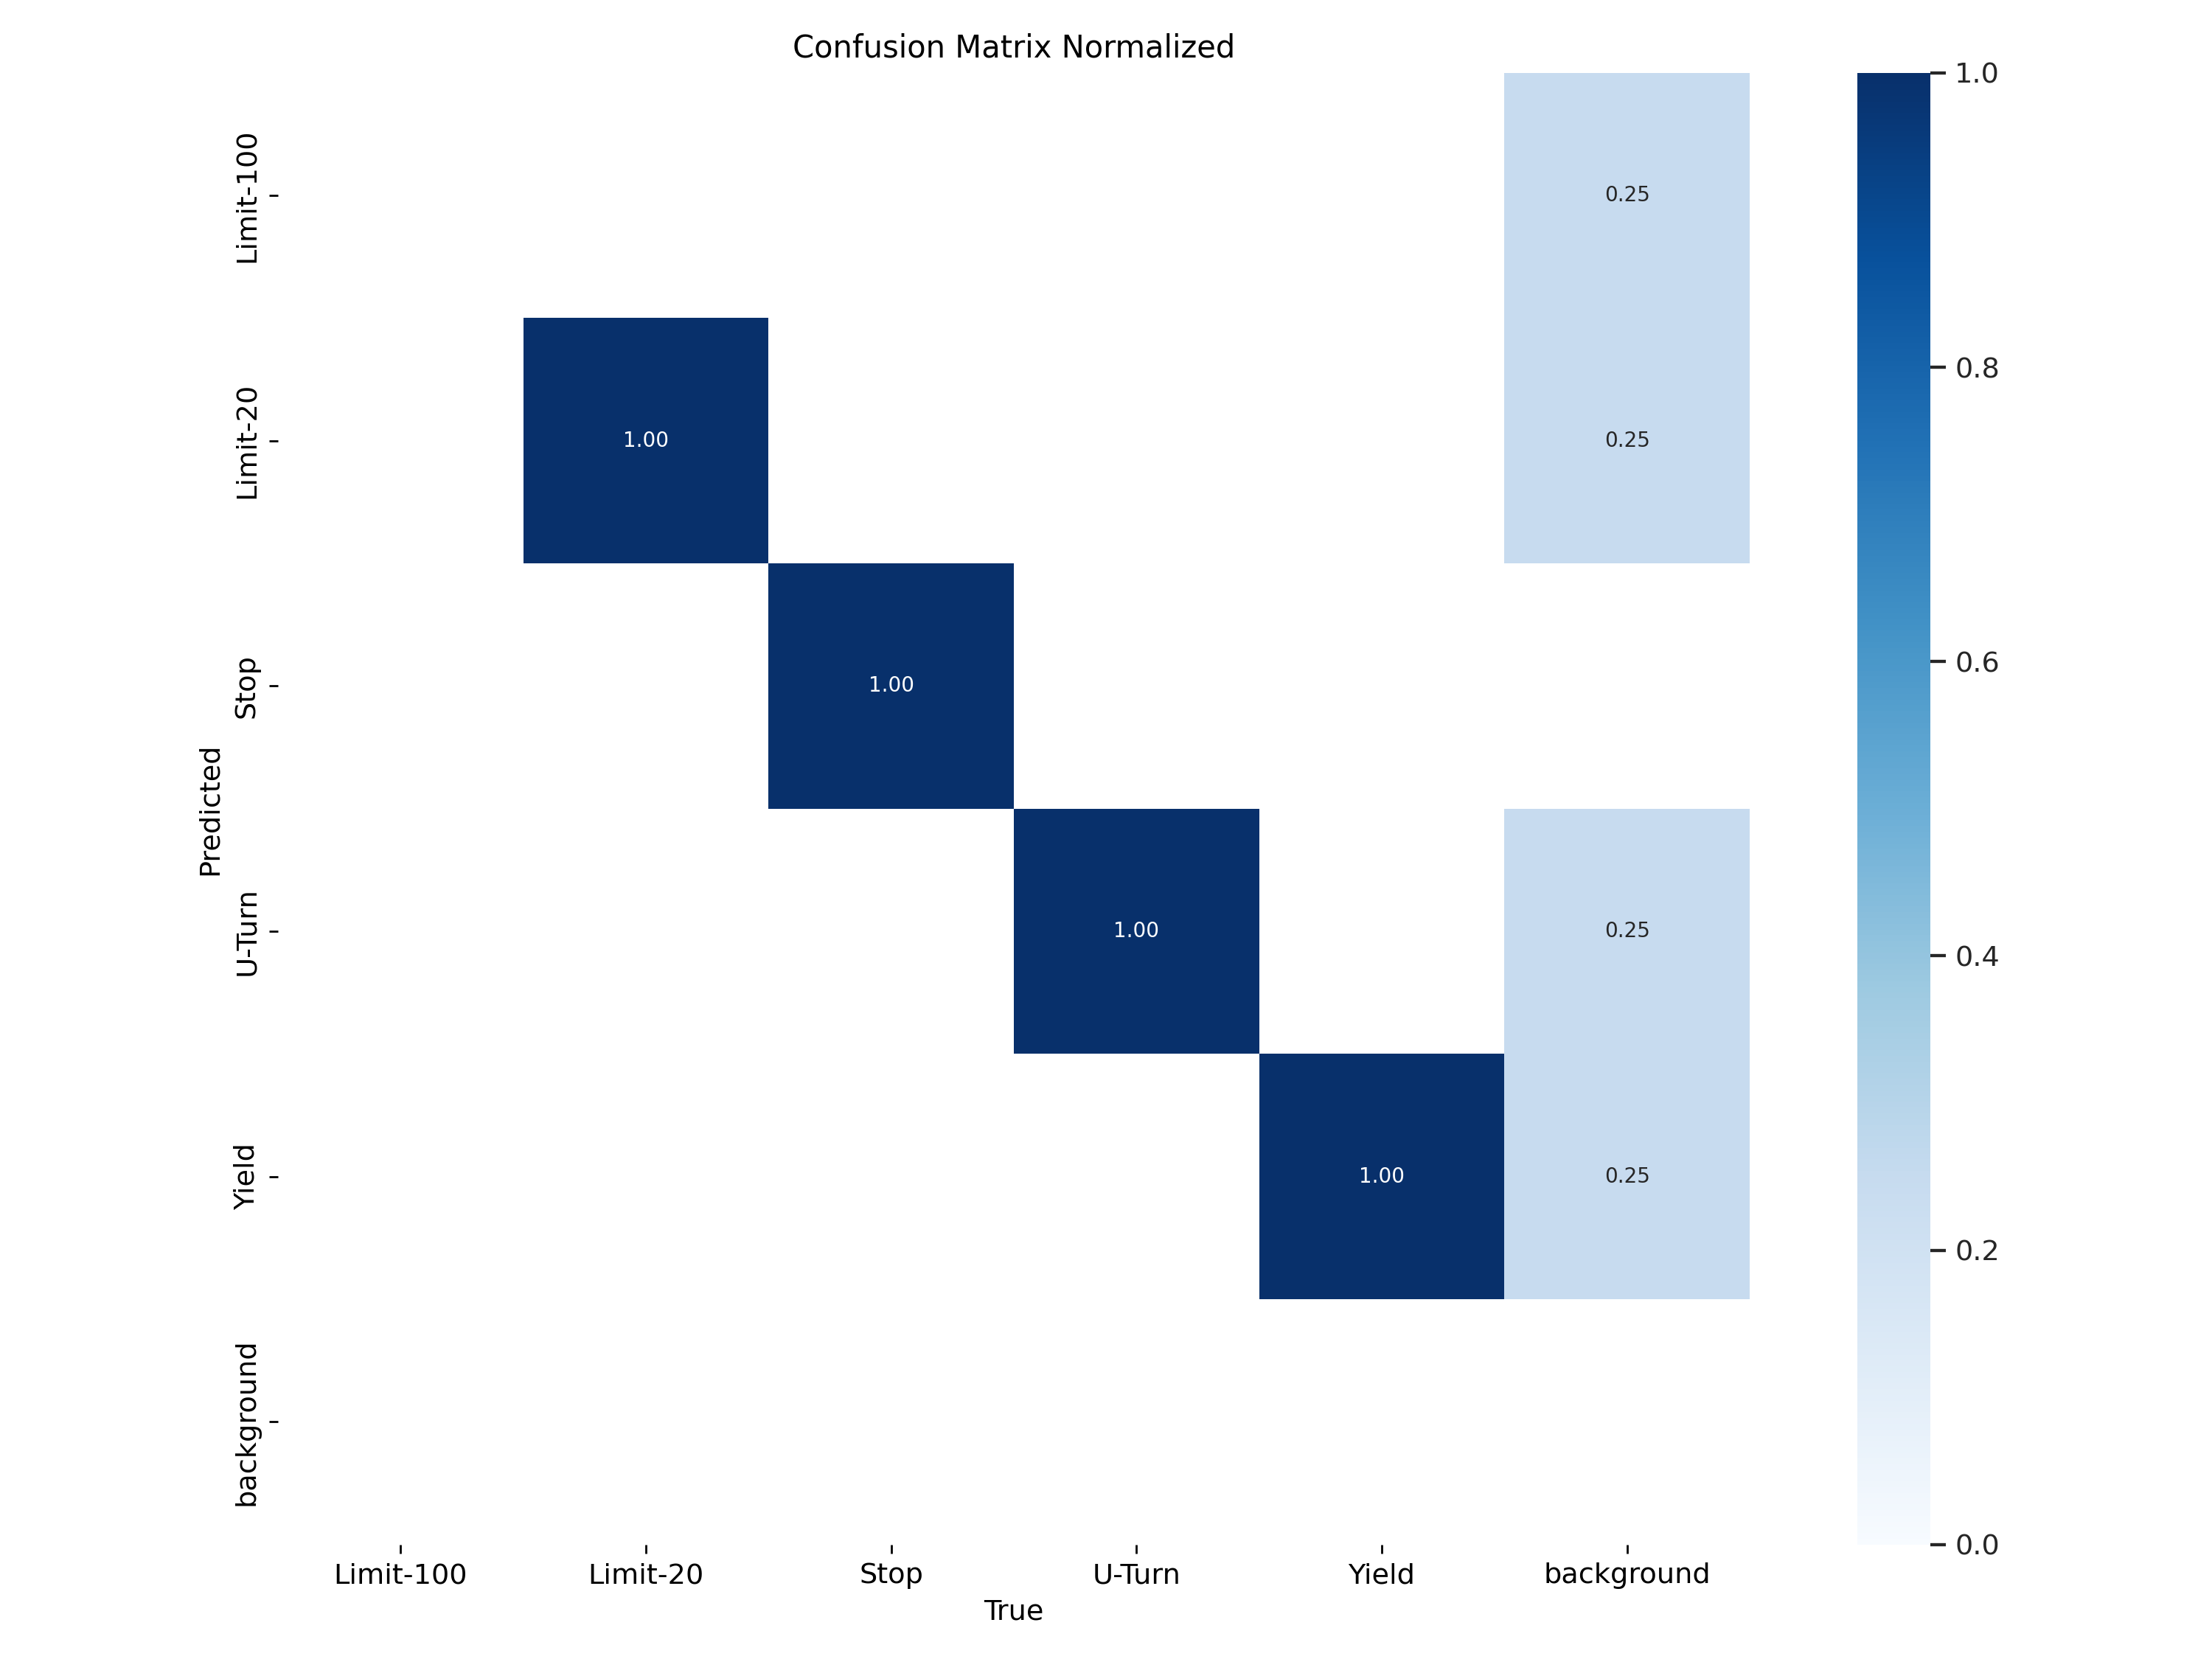 Confusion Matrix Normalized
Limit-100
0.25
Limit-20
1.00
0.25
Stop
1.00
U-Turn
1.00
0.25
Yield
1.00
0.25
background
Predicted
Limit-100 Limit-20 Stop U-Turn Yield background
True
1.0
0.8
0.6
0.4
0.2
0.0